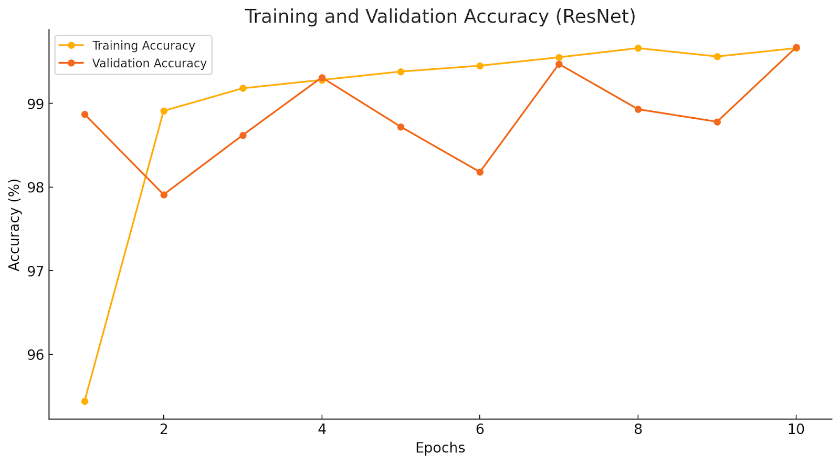 Training and Validation Accuracy (ResNet)
Training Accuracy
Validation Accuracy
99
98
97
96
Accuracy (%)
2 4 6 8 10
Epochs